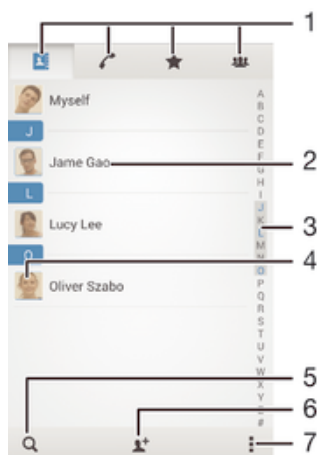 1
Myself
J
Jame Gao
2
L
Lucy Lee
3
O
4
Oliver Szabo
A
B
C
D
E
F
G
H
I
J
K
L
M
N
O
P
Q
R
S
T
U
V
W
X
Y
Z
#
5
6
7